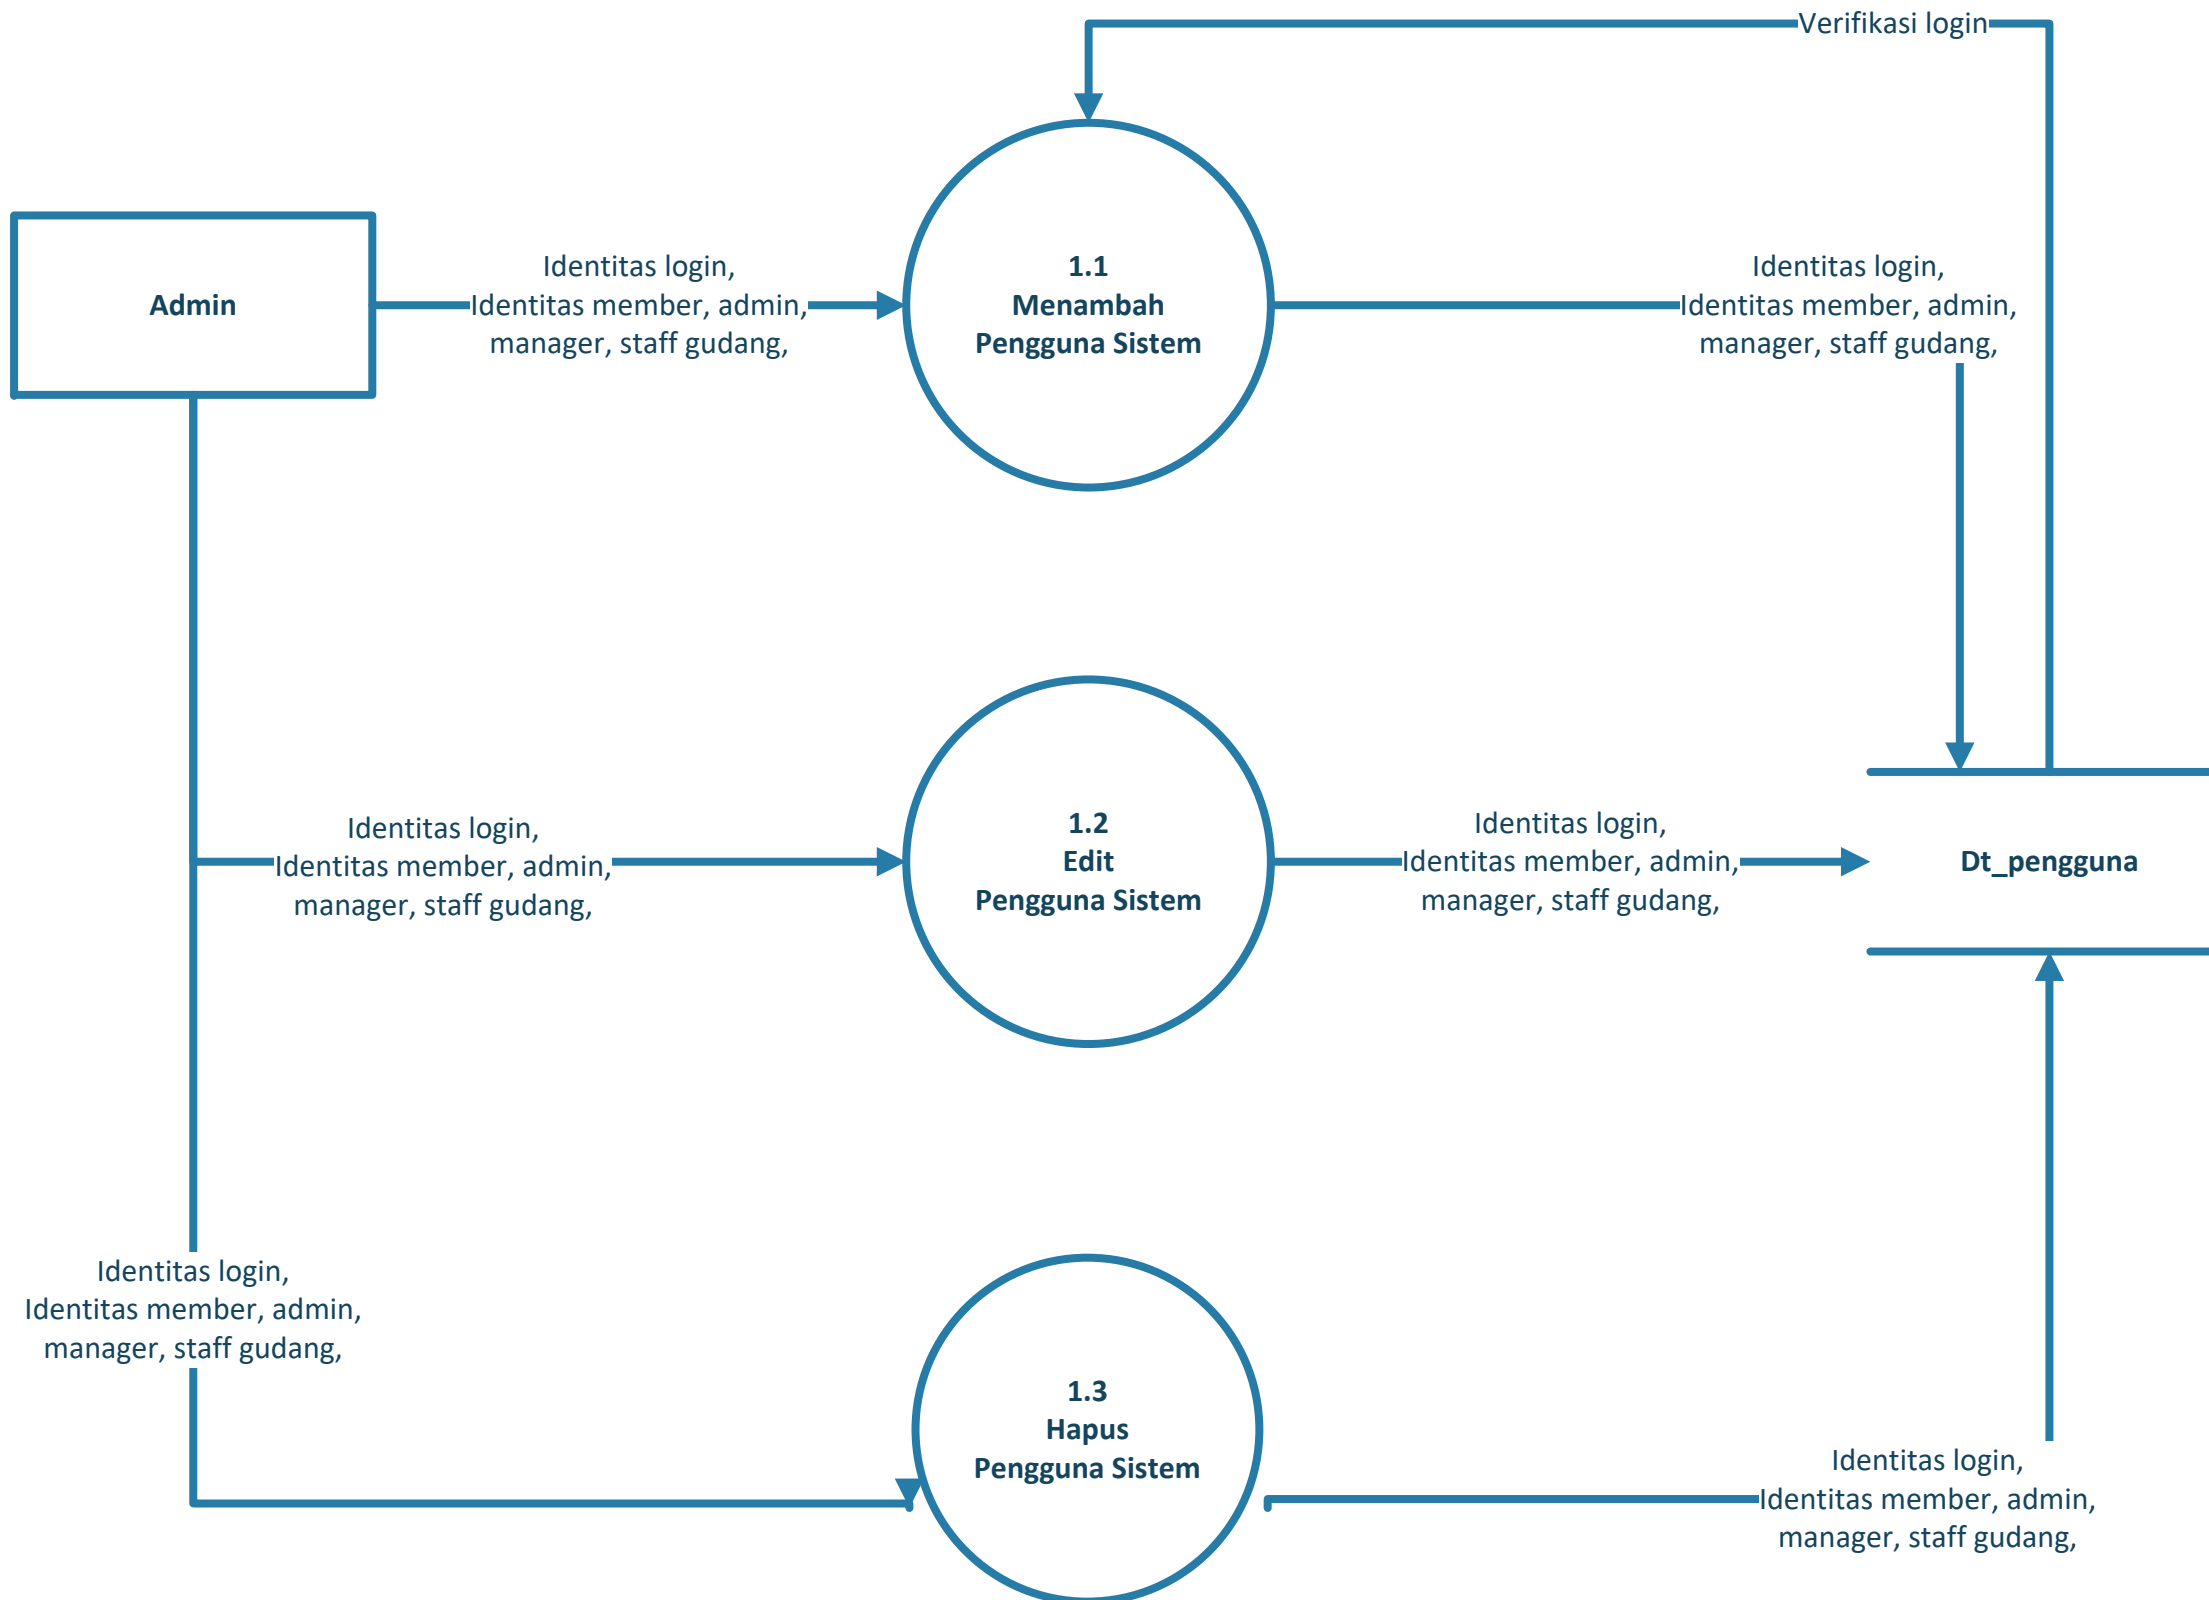 Verifikasi login
Admin
Identitas login,
Identitas member, admin,
manager, staff gudang,
1.1
Menambah
Pengguna Sistem
Identitas login,
Identitas member, admin,
manager, staff gudang,
Identitas login,
Identitas member, admin,
manager, staff gudang,
1.2
Edit
Pengguna Sistem
Identitas login,
Identitas member, admin,
manager, staff gudang,
Dt_pengguna
Identitas login,
Identitas member, admin,
manager, staff gudang,
1.3
Hapus
Pengguna Sistem
Identitas login,
Identitas member, admin,
manager, staff gudang,